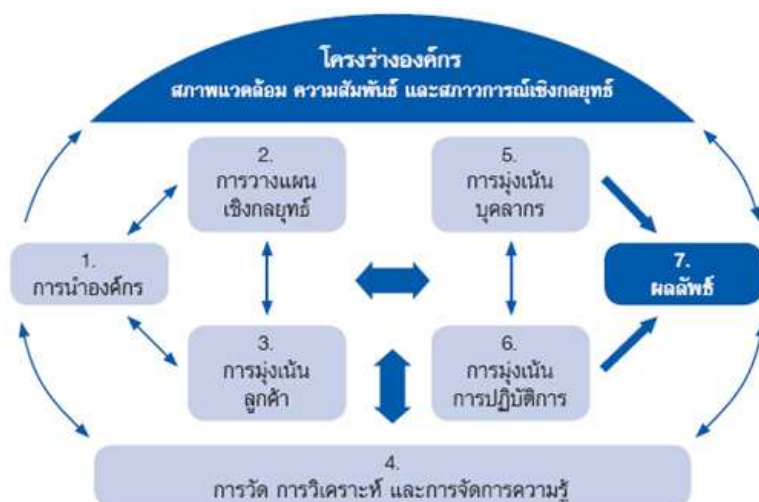 โครงร่างองค์กร
สภาพแวดล้อม ความสัมพันธ์ และสภาวการณ์เชิงกลยุทธ์
2.
การวางแผน
เชิงกลยุทธ์
5.
การมุ่งเน้น
บุคลากร
1.
การนำองค์กร
7.
ผลลัพธ์
3.
การมุ่งเน้น
ลูกค้า
6.
การมุ่งเน้น
การปฏิบัติการ
4.
การวัด การวิเคราะห์ และการจัดการความรู้